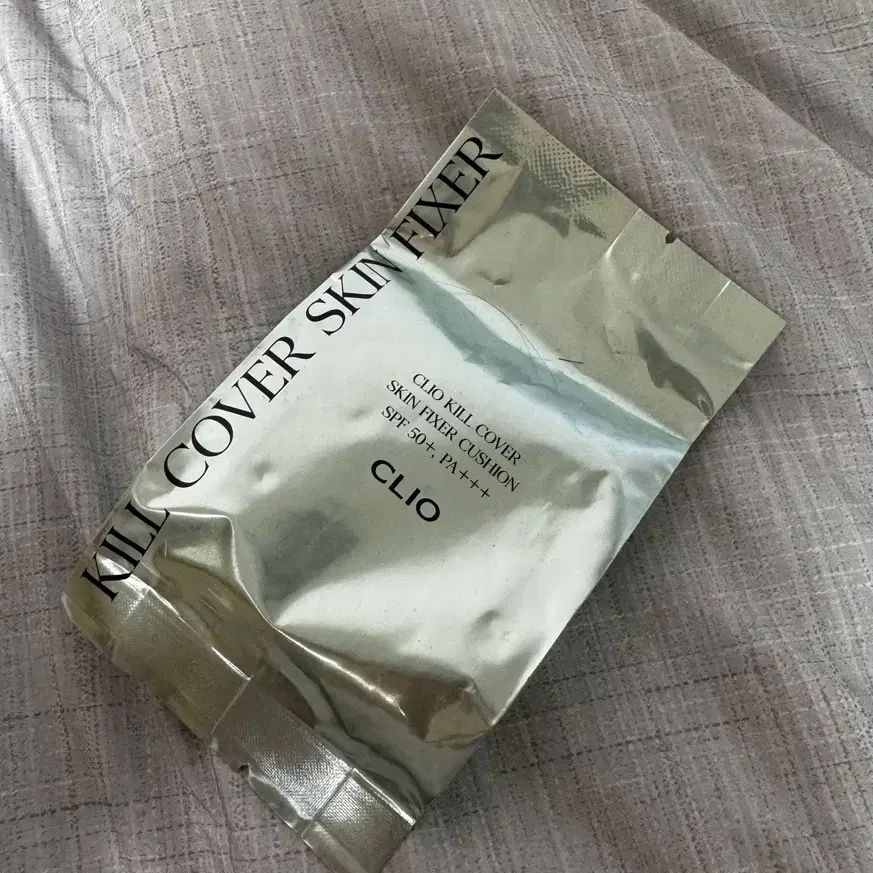 KILL COVER SKIN FIXER
CLIO KILL COVER
SKIN FIXER CUSHION
SPF 50+, PA+++
CLIO